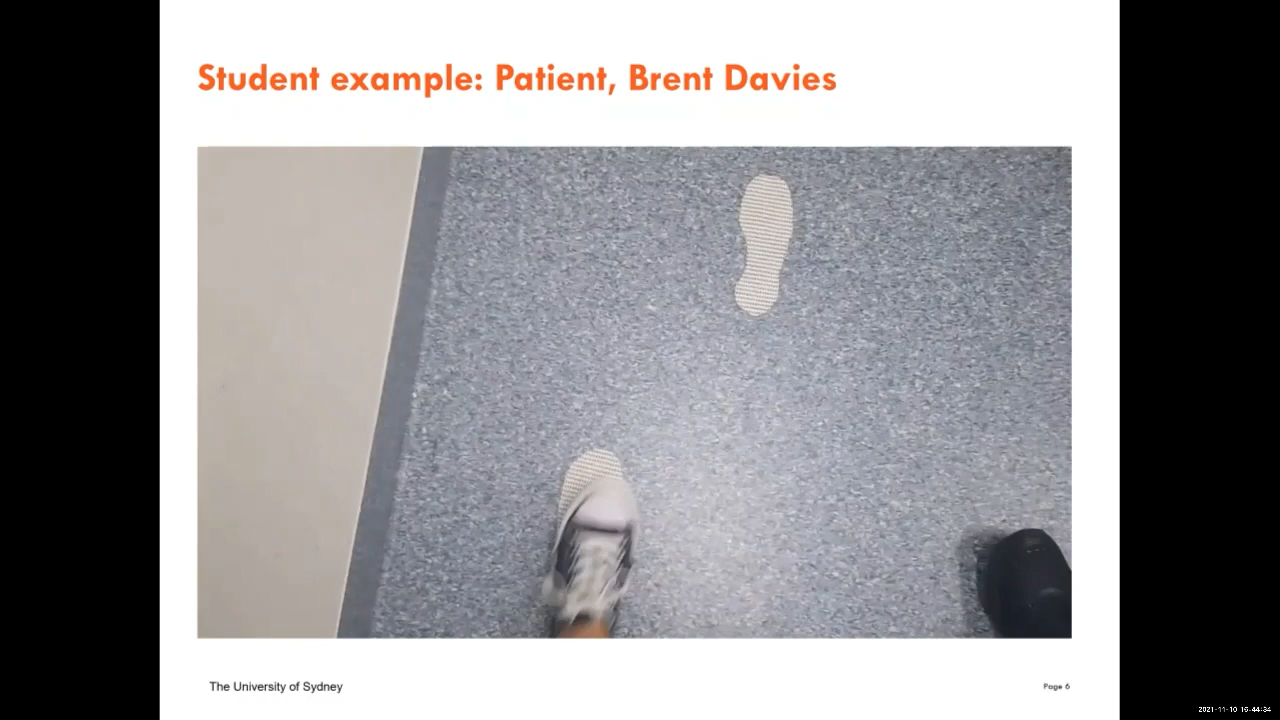 Student example: Patient, Brent Davies
The University of Sydney
Page 6
2021-11-10 16:44:34